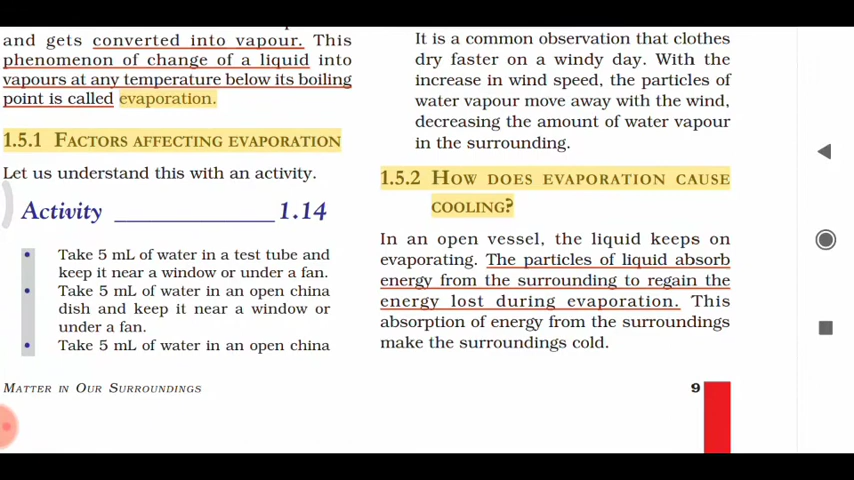 and gets converted into vapour. This
phenomenon of change of a liquid into
vapours at any temperature below its boiling
point is called evaporation.
1.5.1 FACTORS AFFECTING EVAPORATION
Let us understand this with an activity.
Activity ______________ 1.14
• Take 5 mL of water in a test tube and
keep it near a window or under a fan.
• Take 5 mL of water in an open china
dish and keep it near a window or
under a fan.
• Take 5 mL of water in an open china
It is a common observation that clothes
dry faster on a windy day. With the
increase in wind speed, the particles of
water vapour move away with the wind,
decreasing the amount of water vapour
in the surrounding.
1.5.2 HOW DOES EVAPORATION CAUSE
COOLING?
In an open vessel, the liquid keeps on
evaporating. The particles of liquid absorb
energy from the surrounding to regain the
energy lost during evaporation. This
absorption of energy from the surroundings
make the surroundings cold.
MATTER IN OUR SURROUNDINGS
9